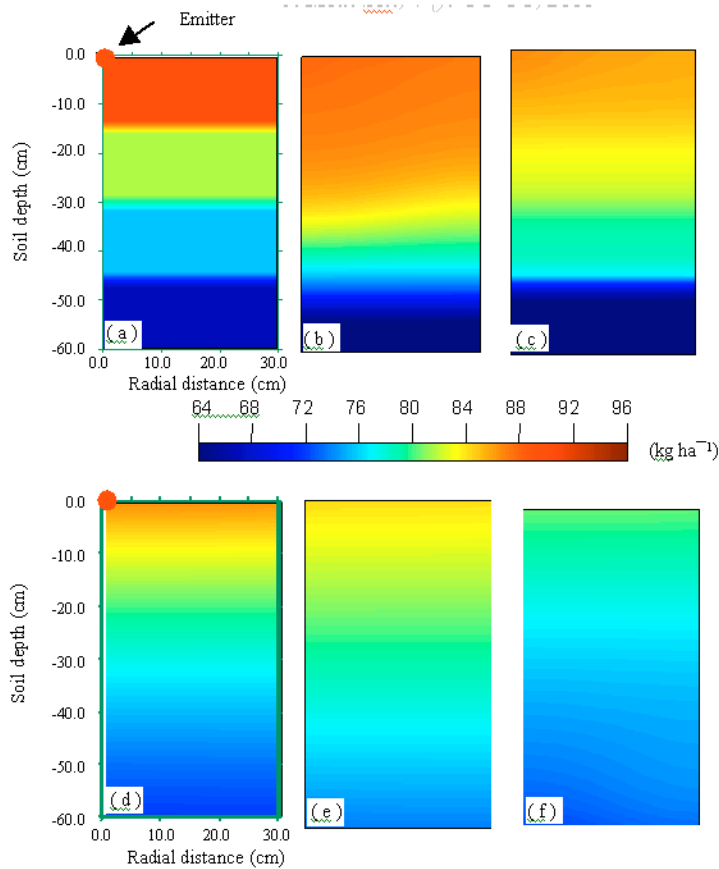 Emitter
0.0
-10.0
-20.0
-30.0
-40.0
-50.0
-60.0
Soil depth (cm)
(a)
(b)
(c)
0.0 10.0 20.0 30.0
Radial distance (cm)
64 68 72 76 80 84 88 92 96
(kg ha⁻¹)
0.0
-10.0
-20.0
-30.0
-40.0
-50.0
-60.0
Soil depth (cm)
(d)
(e)
(f)
0.0 10.0 20.0 30.0
Radial distance (cm)